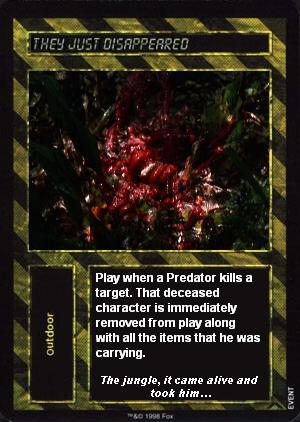 THEY JUST DISAPPEARED
outdoor
Play when a Predator kills a
target. That deceased
character is immediately
removed from play along
with all the items that he was
carrying.
The jungle, it came alive and
took him...
EVENT
™&© 1998 Fox